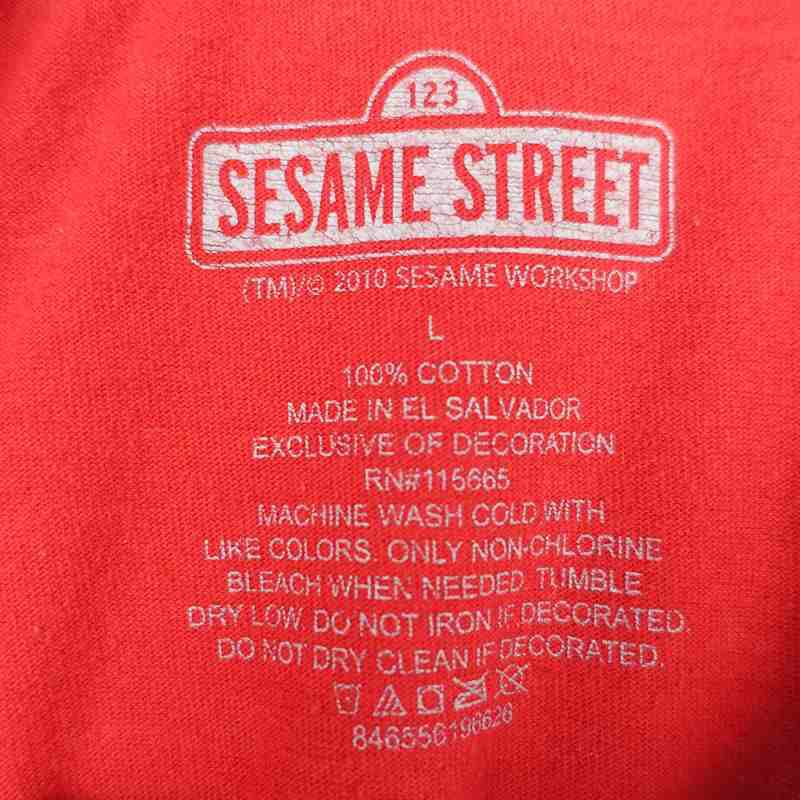 123
SESAME STREET
(TM)/© 2010 SESAME WORKSHOP
L
100% COTTON
MADE IN EL SALVADOR
EXCLUSIVE OF DECORATION
RN#115665
MACHINE WASH COLD WITH
LIKE COLORS. ONLY NON-CHLORINE
BLEACH WHEN NEEDED. TUMBLE
DRY LOW. DO NOT IRON IF DECORATED.
DO NOT DRY CLEAN IF DECORATED.
846556196626